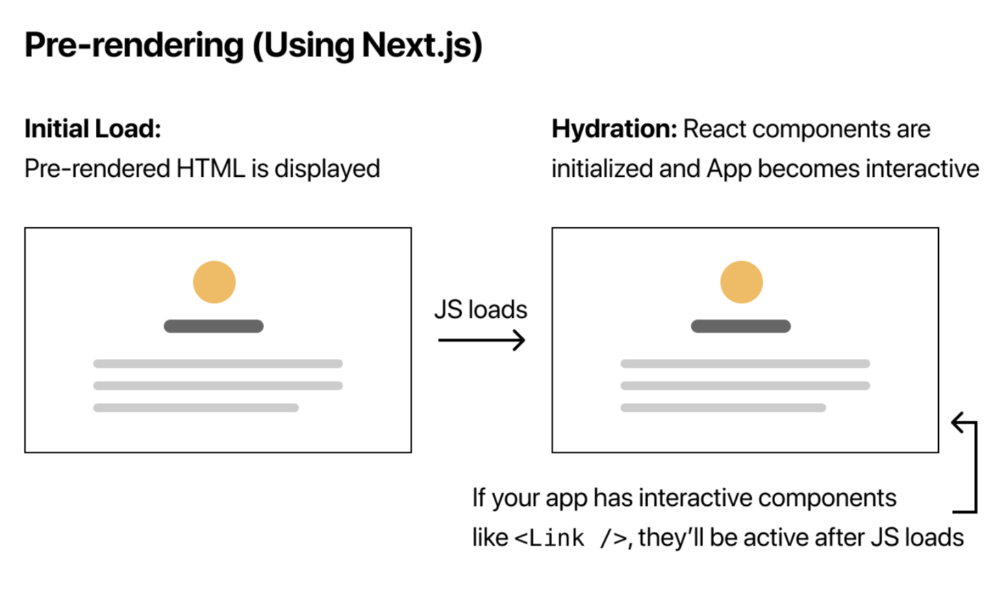 Pre-rendering (Using Next.js)
Initial Load:
Pre-rendered HTML is displayed
Hydration: React components are
initialized and App becomes interactive
JS loads
If your app has interactive components
like <Link />, they’ll be active after JS loads